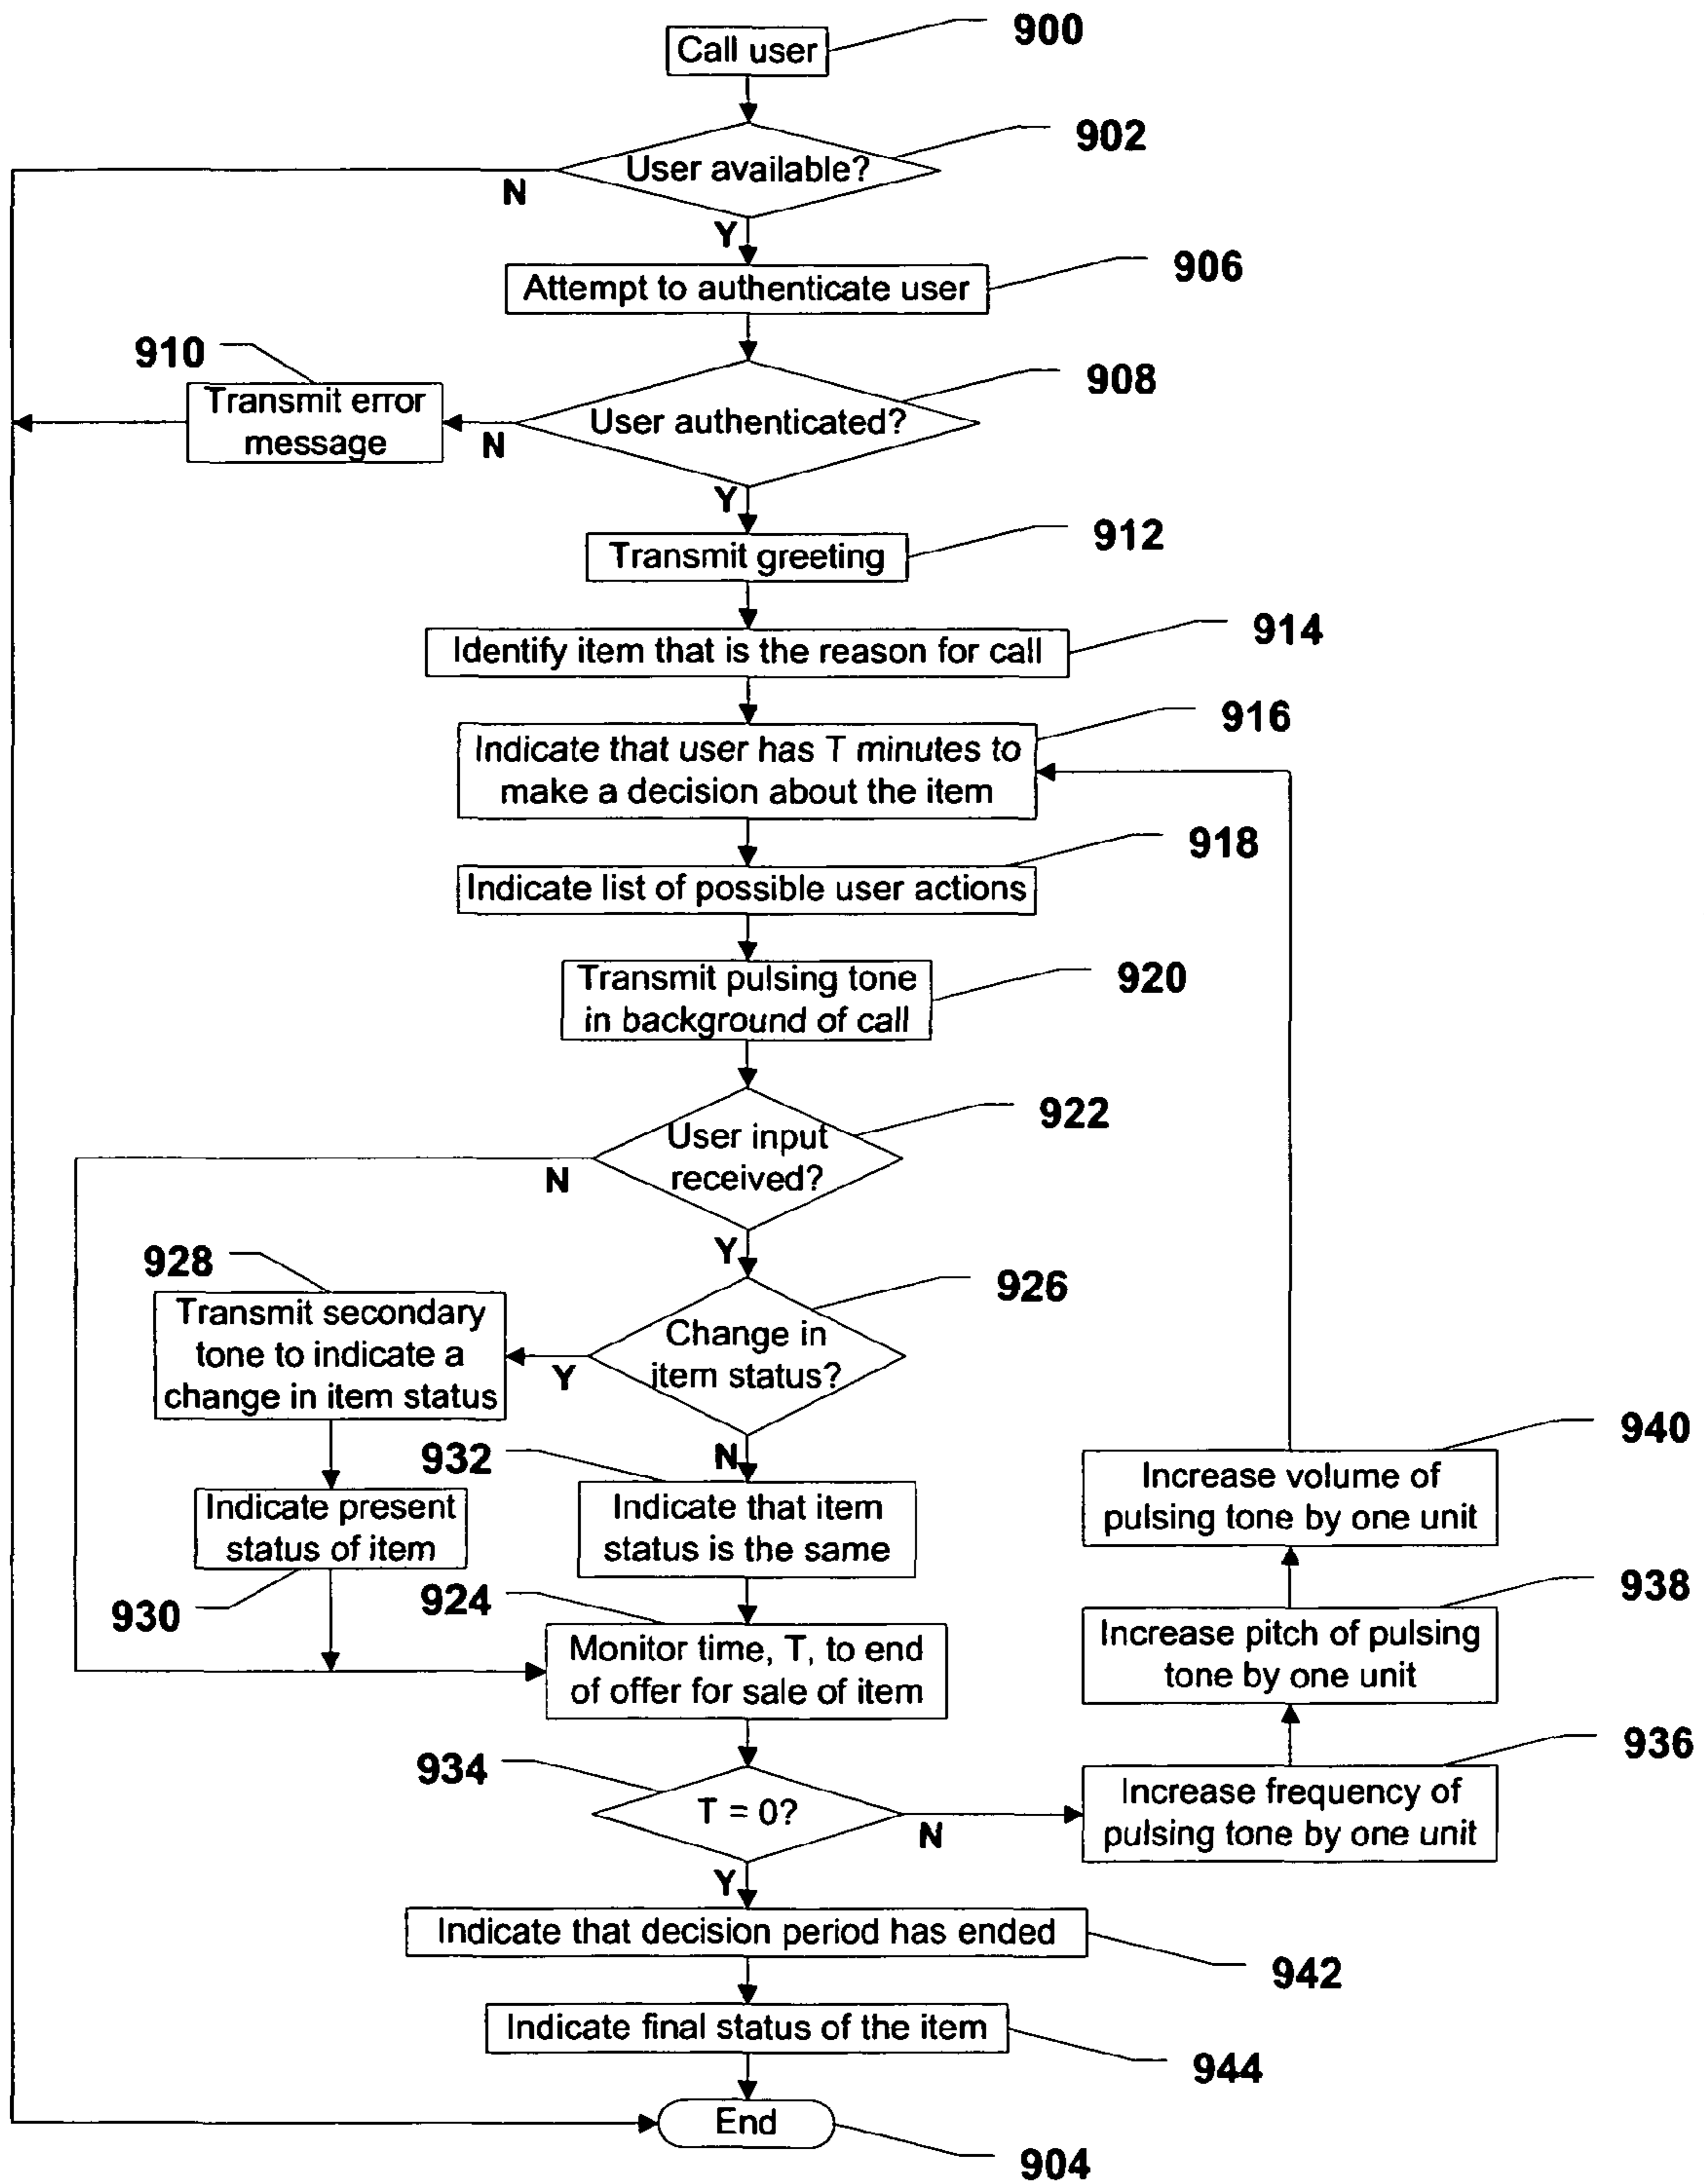 Call user
900
User available?
902
N
Y
Attempt to authenticate user
906
910
Transmit error
message
User authenticated?
908
N
Y
Transmit greeting
912
Identify item that is the reason for call
914
Indicate that user has T minutes to
make a decision about the item
916
Indicate list of possible user actions
918
Transmit pulsing tone
in background of call
920
User input
received?
922
N
Y
928
Transmit secondary
tone to indicate a
change in item status
Change in
item status?
926
Y
N
932
Indicate that item
status is the same
Indicate present
status of item
930
924
Monitor time, T, to end
of offer for sale of item
940
Increase volume of
pulsing tone by one unit
938
Increase pitch of pulsing
tone by one unit
936
Increase frequency of
pulsing tone by one unit
934
T = 0?
N
Y
Indicate that decision period has ended
942
Indicate final status of the item
944
End
904